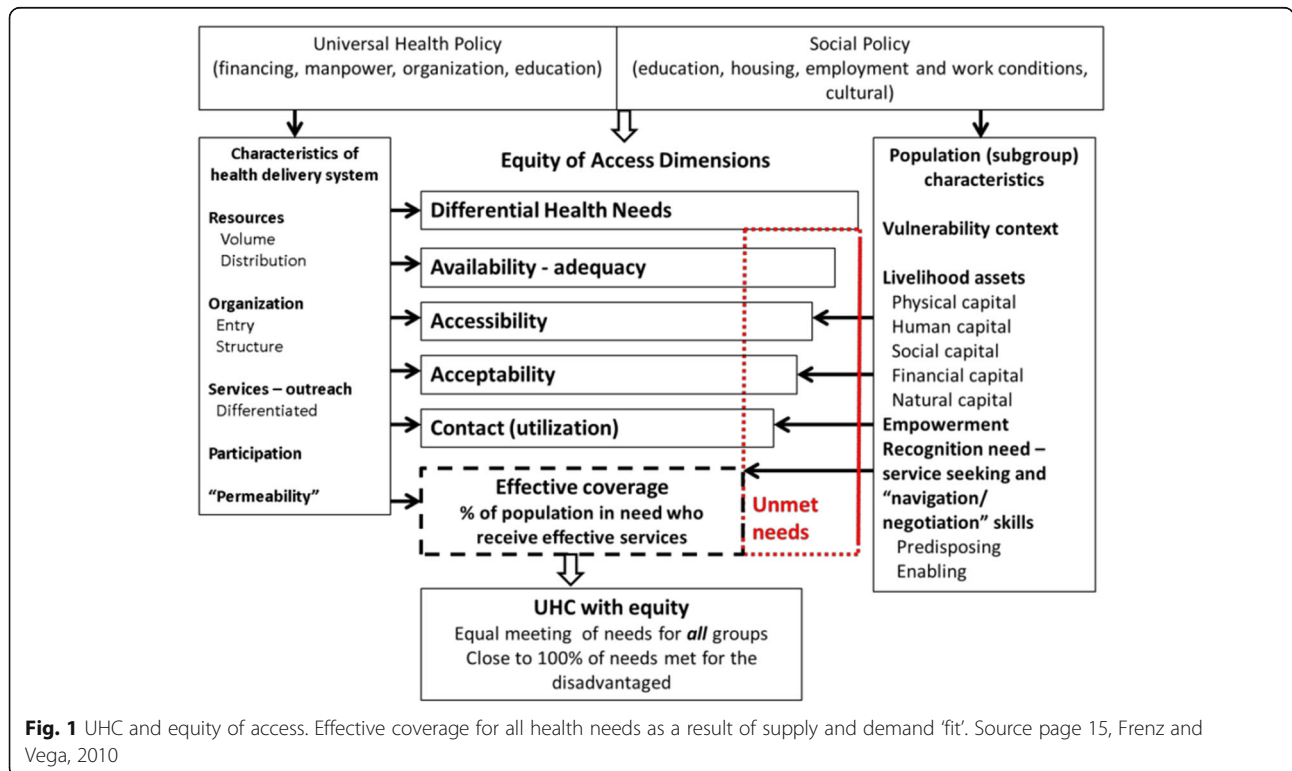 Universal Health Policy
(financing, manpower, organization, education)
Social Policy
(education, housing, employment and work conditions,
cultural)
Characteristics of
health delivery system
Resources
Volume
Distribution
Organization
Entry
Structure
Services – outreach
Differentiated
Participation
“Permeability”
Equity of Access Dimensions
Differential Health Needs
Availability - adequacy
Accessibility
Acceptability
Contact (utilization)
Effective coverage
% of population in need who
receive effective services
Unmet
needs
Population (subgroup)
characteristics
Vulnerability context
Livelihood assets
Physical capital
Human capital
Social capital
Financial capital
Natural capital
Empowerment
Recognition need –
service seeking and
“navigation/
negotiation” skills
Predisposing
Enabling
UHC with equity
Equal meeting of needs for all groups
Close to 100% of needs met for the
disadvantaged
Fig. 1 UHC and equity of access. Effective coverage for all health needs as a result of supply and demand ‘fit’. Source page 15, Frenz and
Vega, 2010